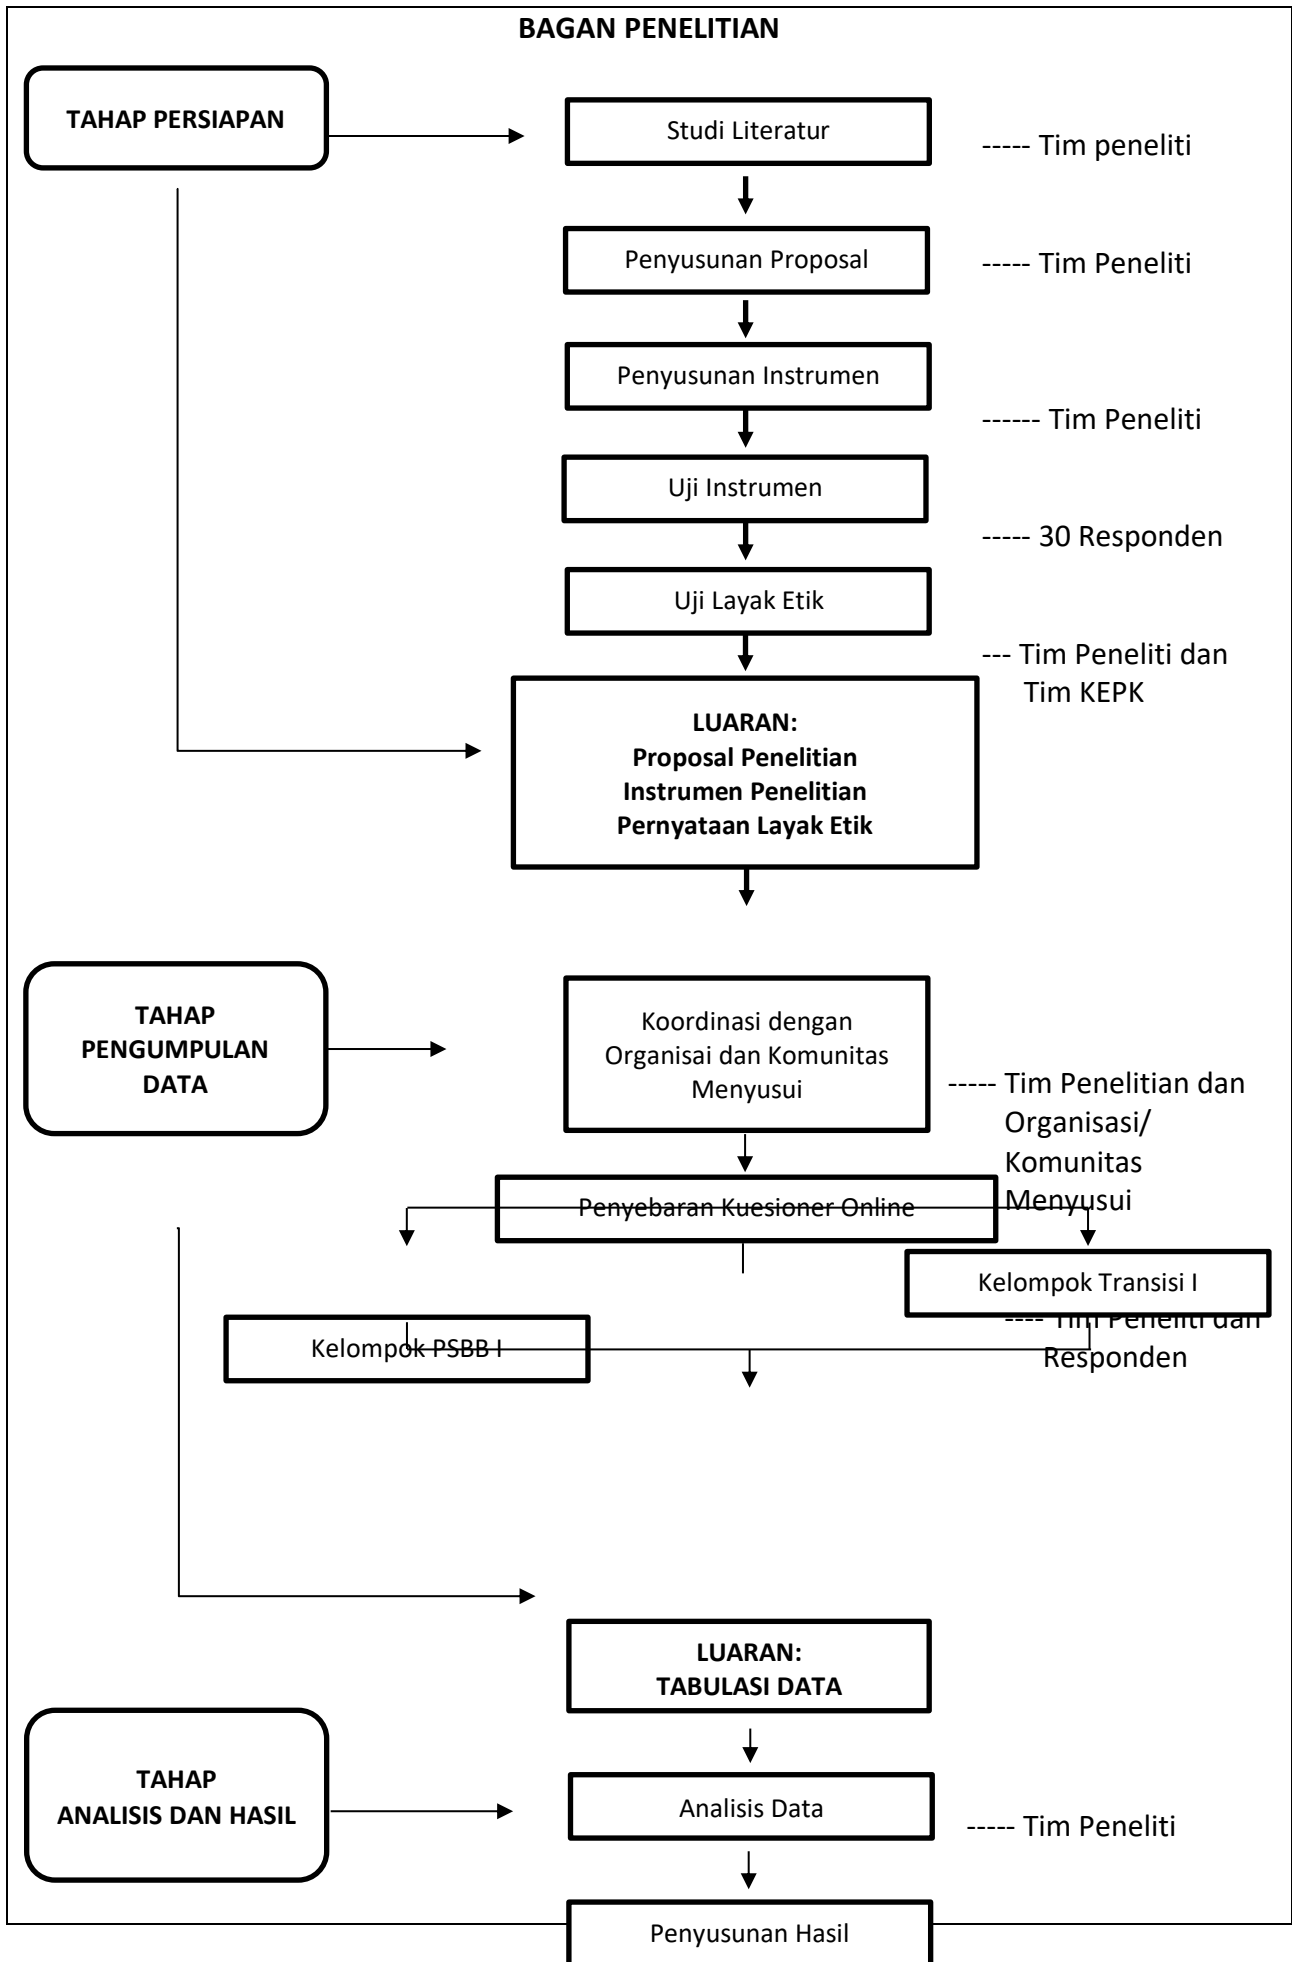 BAGAN PENELITIAN
TAHAP PERSIAPAN
Studi Literatur
----- Tim peneliti
Penyusunan Proposal
----- Tim Peneliti
Penyusunan Instrumen
------ Tim Peneliti
Uji Instrumen
----- 30 Responden
Uji Layak Etik
--- Tim Peneliti dan
Tim KEPK
LUARAN:
Proposal Penelitian
Instrumen Penelitian
Pernyataan Layak Etik
TAHAP
PENGUMPULAN
DATA
Koordinasi dengan
Organisai dan Komunitas
Menyusui
----- Tim Penelitian dan
Organisasi/
Komunitas
Menyusui
Penyebaran Kuesioner Online
Kelompok Transisi I
---- Tim Peneliti dan
Responden
Kelompok PSBB I
LUARAN:
TABULASI DATA
TAHAP
ANALISIS DAN HASIL
Analisis Data
----- Tim Peneliti
Penyusunan Hasil